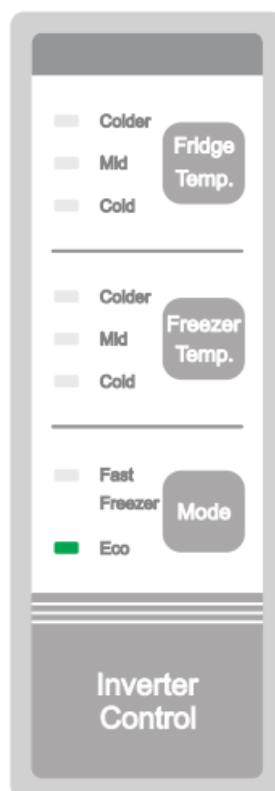 Colder
Mid
Cold
Fridge
Temp.
Colder
Mid
Cold
Freezer
Temp.
Fast
Freezer
Eco
Mode
Inverter
Control